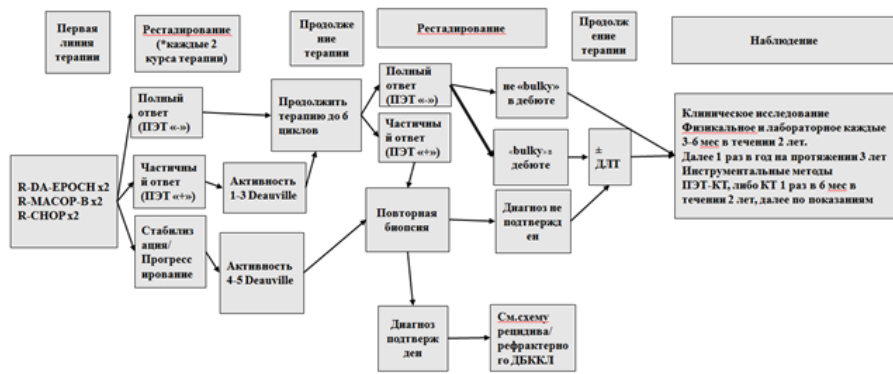 Первая
линия
терапии
Рестадирование
(*каждые 2
курса терапии)
Продолже
ние
терапии
Рестадирование
Продолж
ение
терапии
Наблюдение
R-DA-EPOCH x2
R-MACOP-B x2
R-CHOP x2
Полный
ответ
(ПЭТ «-»)
Частичны
й ответ
(ПЭТ «+»)
Стабилиз
ация/
Прогресс
ирование
Активность
1-3 Deauville
Активность
4-5 Deauville
Продолжить
терапию до 6
циклов
Полный
ответ
(ПЭТ «-»)
Частичны
й ответ
(ПЭТ «+»)
Повторная
биопсия
Диагноз
подтверж
ден
не «bulky»
в дебюте
«bulky»в
дебюте
Диагноз не
подтвержд
ен
См.схему
рецидива/
рефрактерно
го ДБККЛ
±
ДЛТ
Клиническое исследование
Физикальное и лабораторное каждые
3-6 мес в течении 2 лет.
Далее 1 раз в год на протяжении 3 лет
Инструментальные методы
ПЭТ-КТ, либо КТ 1 раз в 6 мес в
течении 2 лет, далее по показаниям